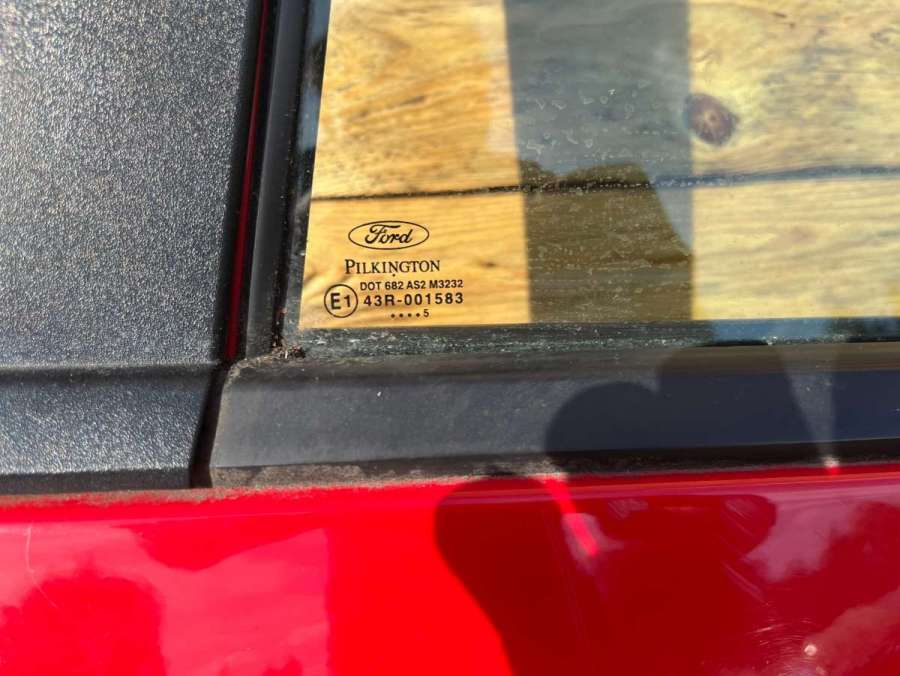 Ford
PILKINGTON
DOT 682 AS2 M3232
E1 43R-001583
••••5